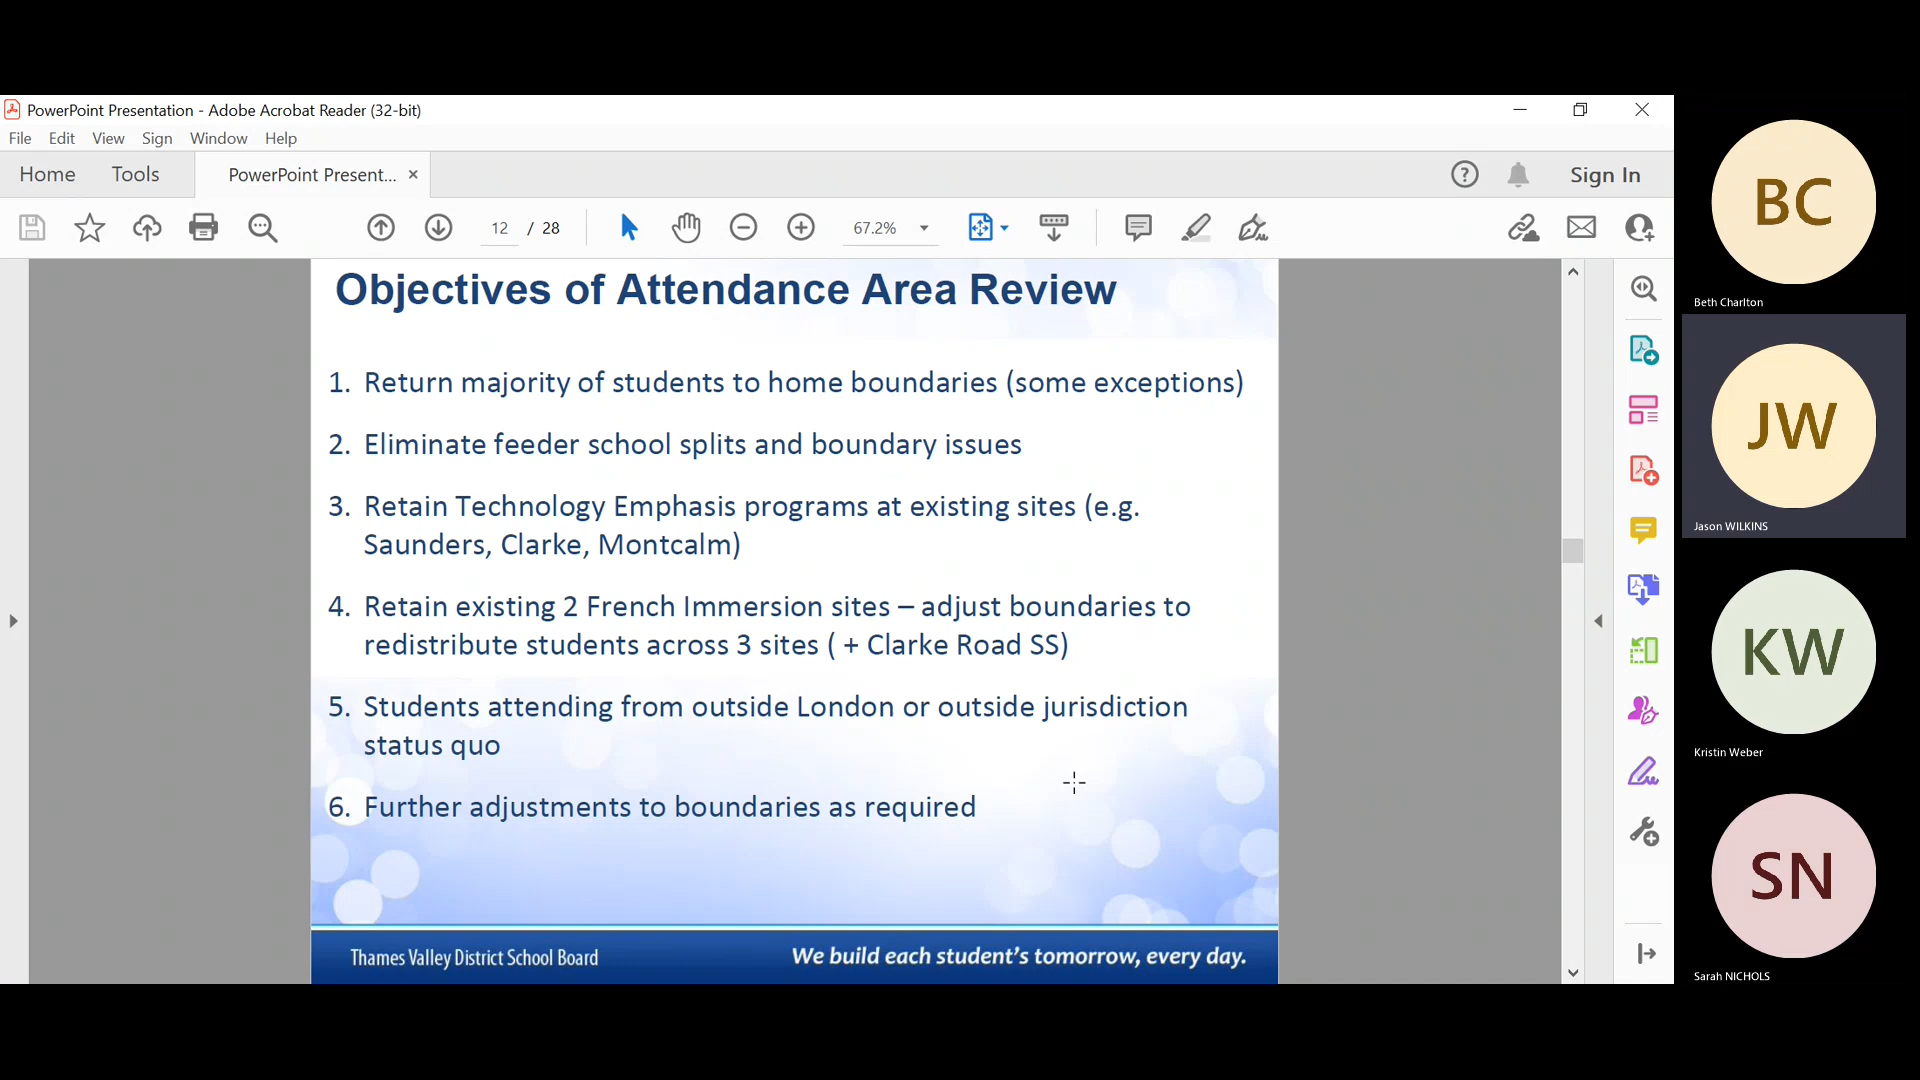 PowerPoint Presentation - Adobe Acrobat Reader (32-bit)
File Edit View Sign Window Help
Home Tools PowerPoint Present... × Sign In
12 / 28 67.2%
Objectives of Attendance Area Review
1. Return majority of students to home boundaries (some exceptions)
2. Eliminate feeder school splits and boundary issues
3. Retain Technology Emphasis programs at existing sites (e.g.
Saunders, Clarke, Montcalm)
4. Retain existing 2 French Immersion sites – adjust boundaries to
redistribute students across 3 sites ( + Clarke Road SS)
5. Students attending from outside London or outside jurisdiction
status quo
6. Further adjustments to boundaries as required
Thames Valley District School Board We build each student's tomorrow, every day.
BC
Beth Charlton
JW
Jason WILKINS
KW
Kristin Weber
SN
Sarah NICHOLS